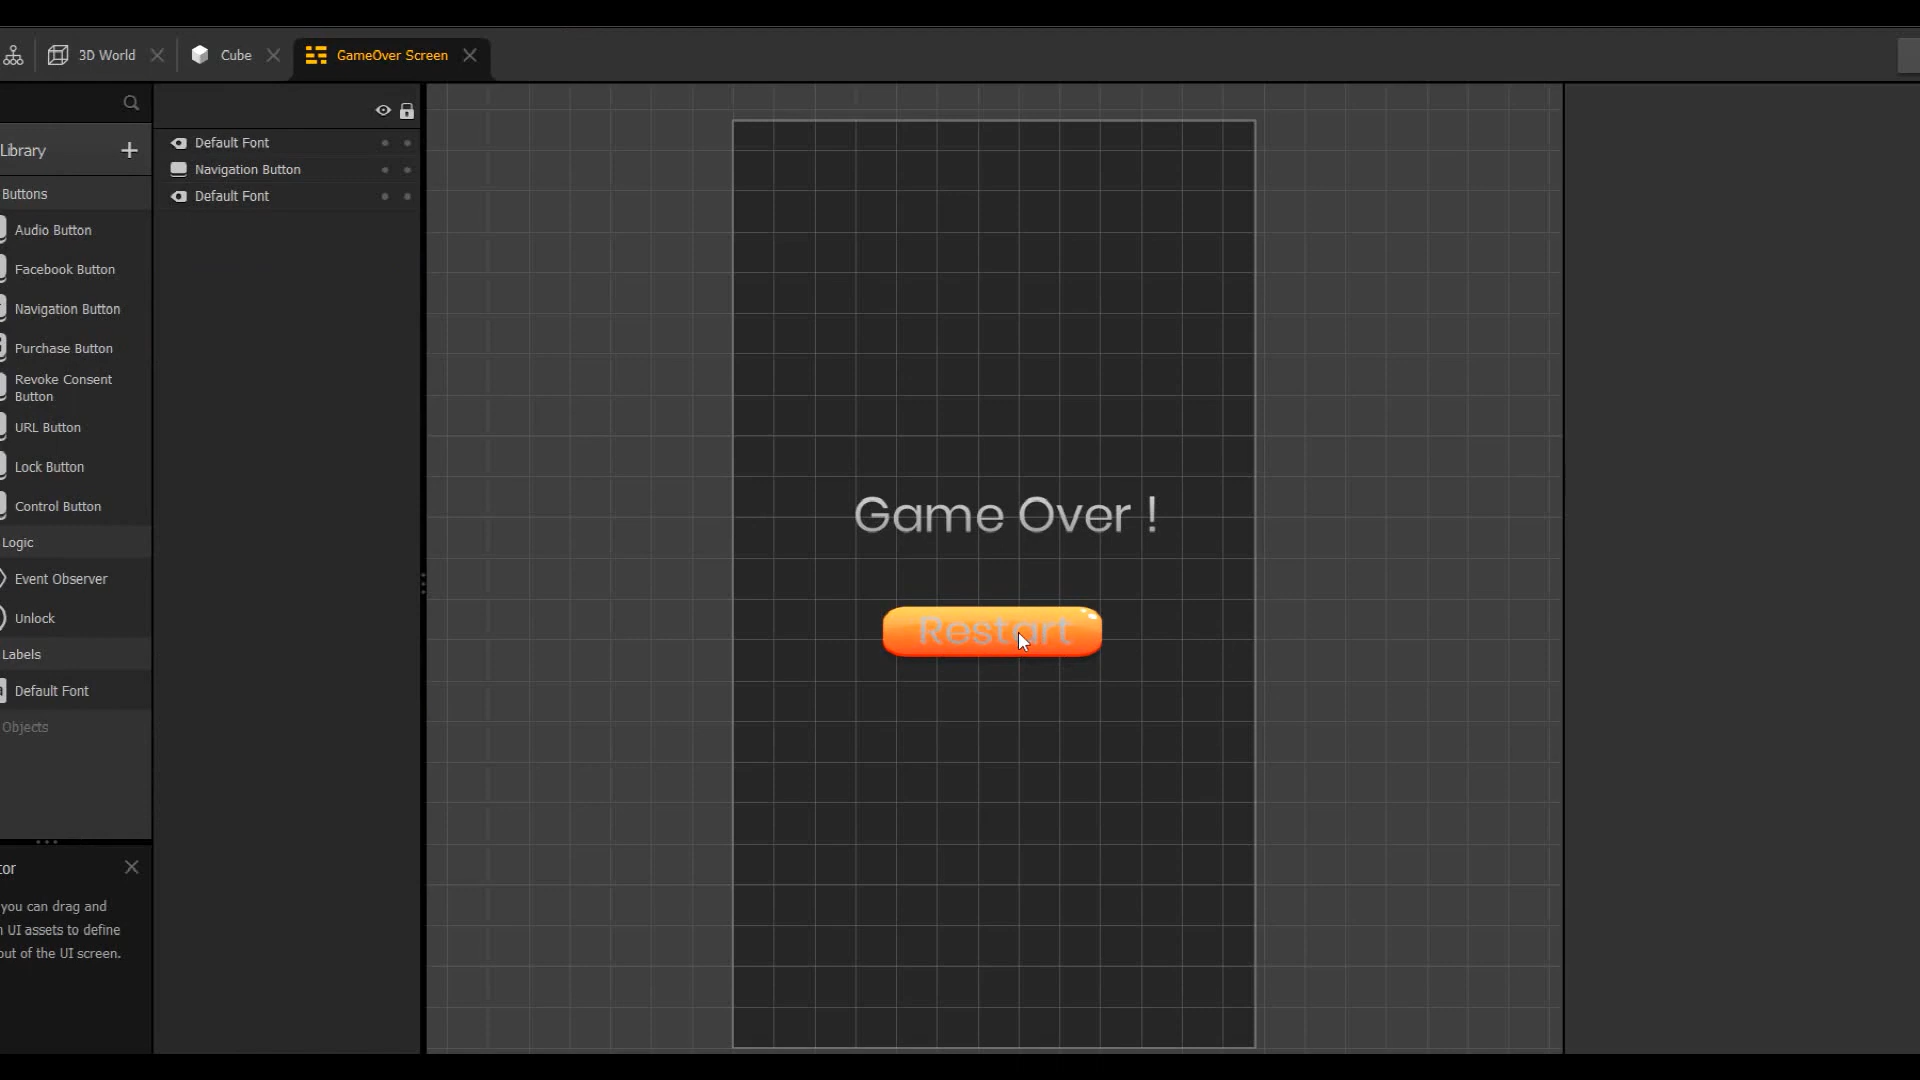 3D World
Cube
GameOver Screen
Library
Buttons
Audio Button
Facebook Button
Navigation Button
Purchase Button
Revoke Consent
Button
URL Button
Lock Button
Control Button
Logic
Event Observer
Unlock
Labels
Default Font
Objects
tor
you can drag and
UI assets to define
out of the UI screen.
Default Font
Navigation Button
Default Font
Game Over !
Restart